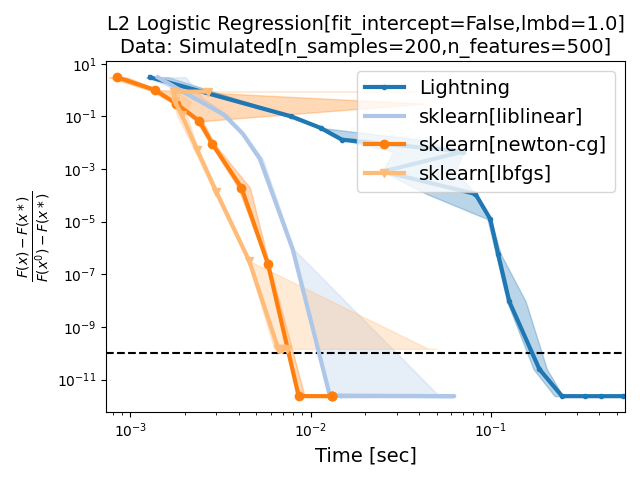 L2 Logistic Regression[fit_intercept=False,lmbd=1.0]
Data: Simulated[n_samples=200,n_features=500]
10¹
10⁻¹
10⁻³
10⁻⁵
10⁻⁷
10⁻⁹
10⁻¹¹
F(x) − F(x*)
F(x⁰) − F(x*)
Lightning
sklearn[liblinear]
sklearn[newton-cg]
sklearn[lbfgs]
10⁻³
10⁻²
10⁻¹
Time [sec]